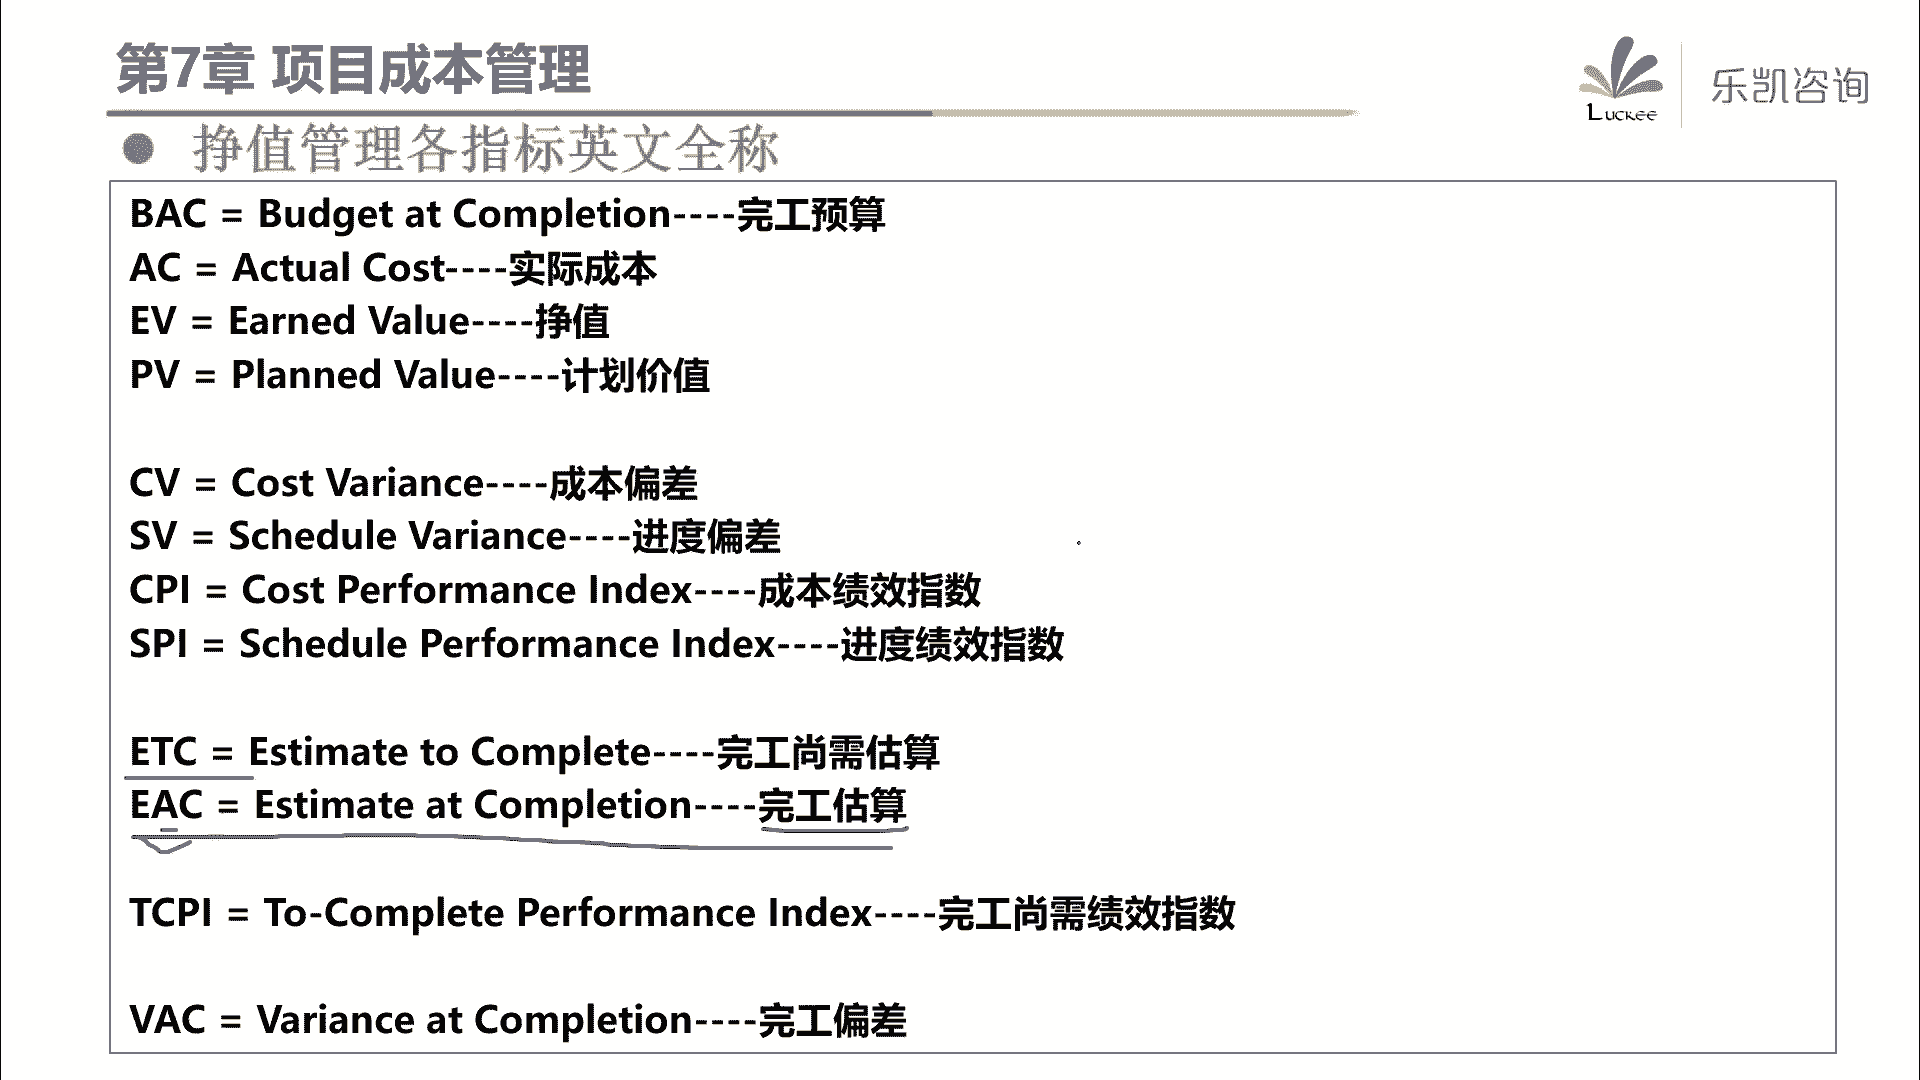 第7章 项目成本管理
Luckee
乐凯咨询
● 挣值管理各指标英文全称
BAC = Budget at Completion----完工预算
AC = Actual Cost----实际成本
EV = Earned Value----挣值
PV = Planned Value----计划价值
CV = Cost Variance----成本偏差
SV = Schedule Variance----进度偏差
CPI = Cost Performance Index----成本绩效指数
SPI = Schedule Performance Index----进度绩效指数
ETC = Estimate to Complete----完工尚需估算
EAC = Estimate at Completion----完工估算
TCPI = To-Complete Performance Index----完工尚需绩效指数
VAC = Variance at Completion----完工偏差